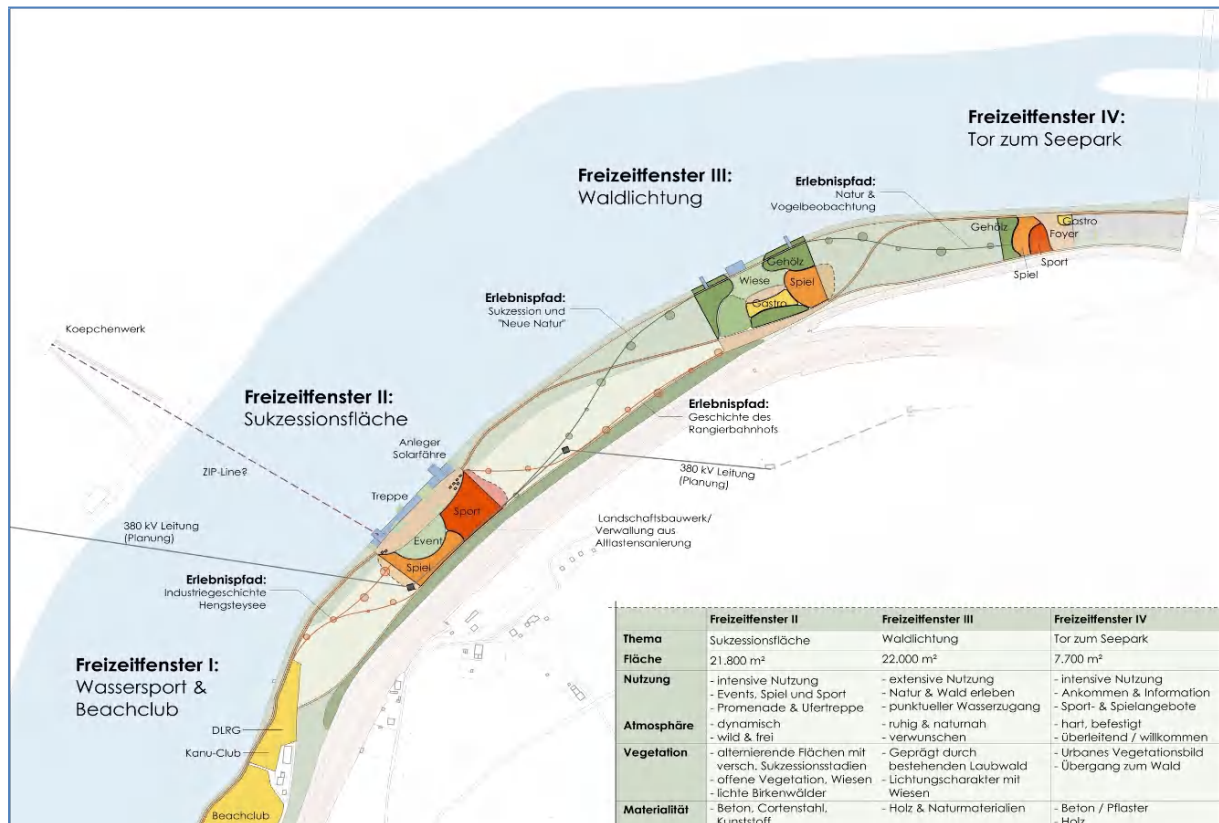 Freizeitfenster IV:
Tor zum Seepark
Freizeitfenster III:
Waldlichtung
Erlebnispfad:
Natur &
Vogelbeobachtung
Gehölz
Gastro
Foyer
Sport
Spiel
Gehölz
Wiese
Spiel
Gastro
Erlebnispfad:
Sukzession und
"Neue Natur"
Koepchenwerk
Freizeitfenster II:
Sukzessionsfläche
Erlebnispfad:
Geschichte des
Rangierbahnhofs
Anleger
Solarfähre
ZIP-Line?
380 kV Leitung
(Planung)
Treppe
Sport
380 kV Leitung
(Planung)
Event
Landschaftsbauwerk/
Verwallung aus
Altlastensanierung
Spiel
Erlebnispfad:
Industriegeschichte
Hengsteysee
Freizeitfenster I:
Wassersport &
Beachclub
DLRG
Kanu-Club
Beachclub
Freizeitfenster II Freizeitfenster III Freizeitfenster IV
Thema Sukzessionsfläche Waldlichtung Tor zum Seepark
Fläche 21.800 m² 22.000 m² 7.700 m²
Nutzung - intensive Nutzung - extensive Nutzung - intensive Nutzung
- Events, Spiel und Sport - Natur & Wald erleben - Ankommen & Information
- Promenade & Ufertreppe - punktueller Wasserzugang - Sport- & Spielangebote
Atmosphäre - dynamisch - ruhig & naturnah - hart, befestigt
- wild & frei - verwunschen - überleitend / willkommen
Vegetation - alternierende Flächen mit - Geprägt durch - Urbanes Vegetationsbild
versch. Sukzessionsstadien bestehenden Laubwald - Übergang zum Wald
- offene Vegetation, Wiesen - Lichtungscharakter mit
- lichte Birkenwälder Wiesen
Materialität - Beton, Cortenstahl, - Holz & Naturmaterialien - Beton / Pflaster
Kunststoff - Holz